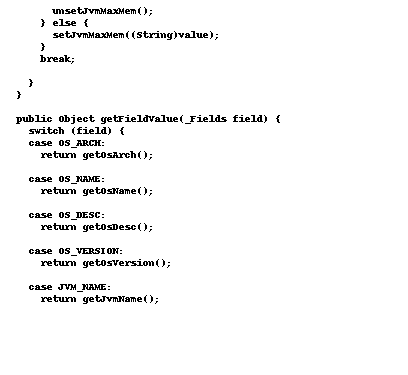 unsetJvmMaxMem();
} else {
setJvmMaxMem((String)value);
}
break;
}
}
public Object getFieldValue(_Fields field) {
switch (field) {
case OS_ARCH:
return getOsArch();
case OS_NAME:
return getOsName();
case OS_DESC:
return getOsDesc();
case OS_VERSION:
return getOsVersion();
case JVM_NAME:
return getJvmName();